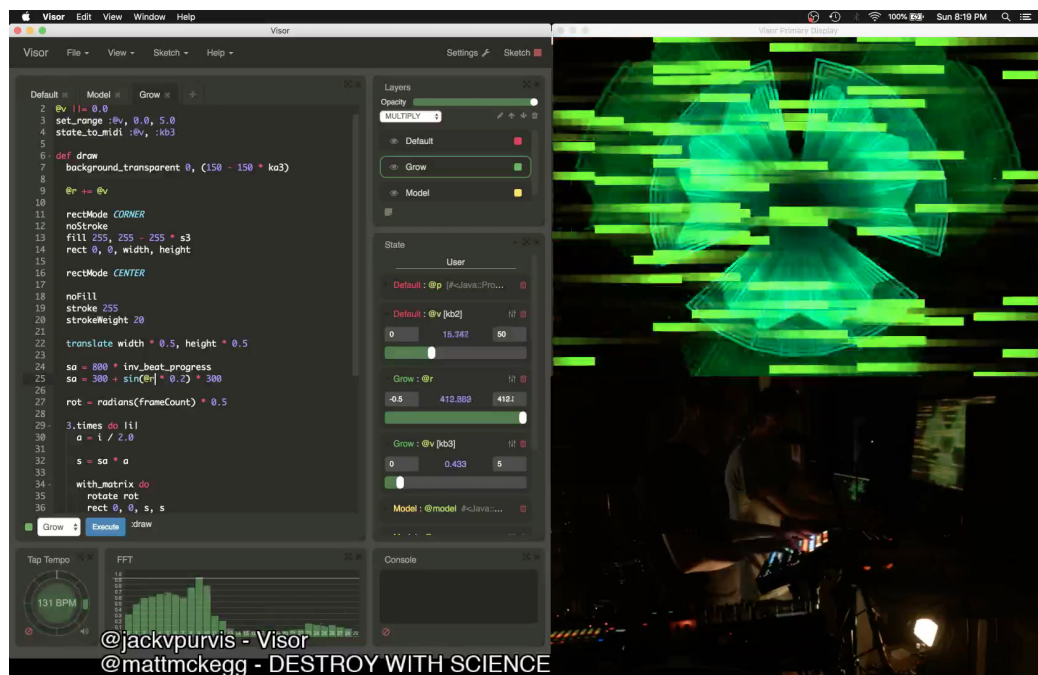 Visor Edit View Window Help
100% Sun 8:19 PM
Visor
Visor Primary Display
Visor File View Sketch Help Settings Sketch
Default Model Grow
2 @v ||= 0.0
3 set_range :@v, 0.0, 5.0
4 state_to_midi :@v, :kb3
5
6 def draw
7 background_transparent 0, (150 - 150 * ka3)
8
9 @r += @v
10
11 rectMode CORNER
12 noStroke
13 fill 255, 255 - 255 * s3
14 rect 0, 0, width, height
15
16 rectMode CENTER
17
18 noFill
19 stroke 255
20 strokeWeight 20
21
22 translate width * 0.5, height * 0.5
23
24 sa = 800 * inv_beat_progress
25 sa = 300 + sin(@r * 0.2) * 300
26
27 rot = radians(frameCount) * 0.5
28
29 3.times do |i|
30 a = i / 2.0
31
32 s = sa * a
33
34 with_matrix do
35 rotate rot
36 rect 0, 0, s, s
Grow Execute :draw
Layers
Opacity
MULTIPLY
Default
Grow
Model
State
User
Default : @p [#<Java::Pro...
Default : @v [kb2]
0 15.747 50
Grow : @r
-0.5 412.882 412.
Grow : @v [kb3]
0 0.433 5
Model : @model #<Java::...
Tap Tempo
131 BPM
FFT
Console
@jackvpurvis - Visor
@mattmckegg - DESTROY WITH SCIENCE